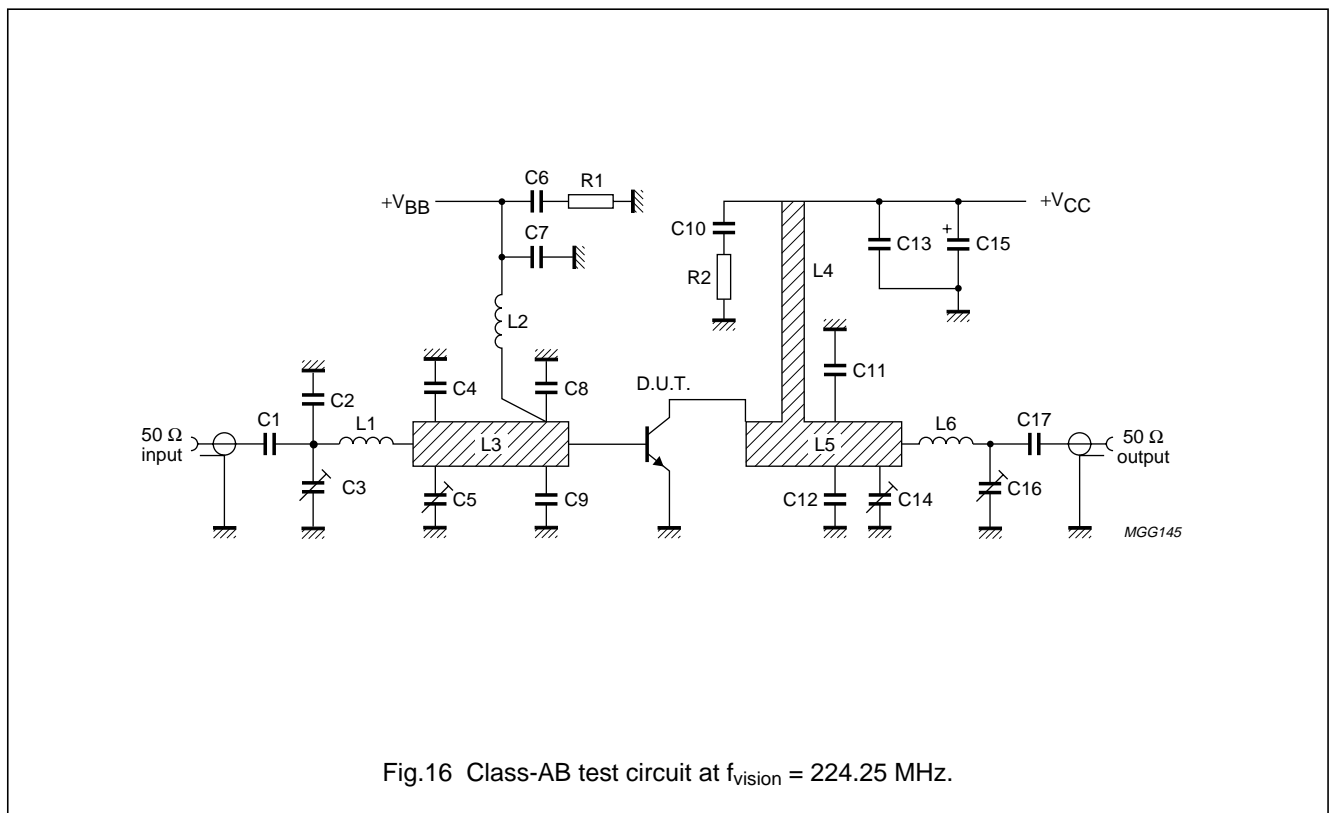 C6 R1
+VBB
C7
L2
C10
R2
L4
C13 C15
+
+VCC
C11
C4 C8
D.U.T.
C2
C1
L1
50 Ω
input
L3
C3
C5 C9
L5
L6
C17
50 Ω
output
C12 C14
C16
MGG145
Fig.16 Class-AB test circuit at fvision = 224.25 MHz.